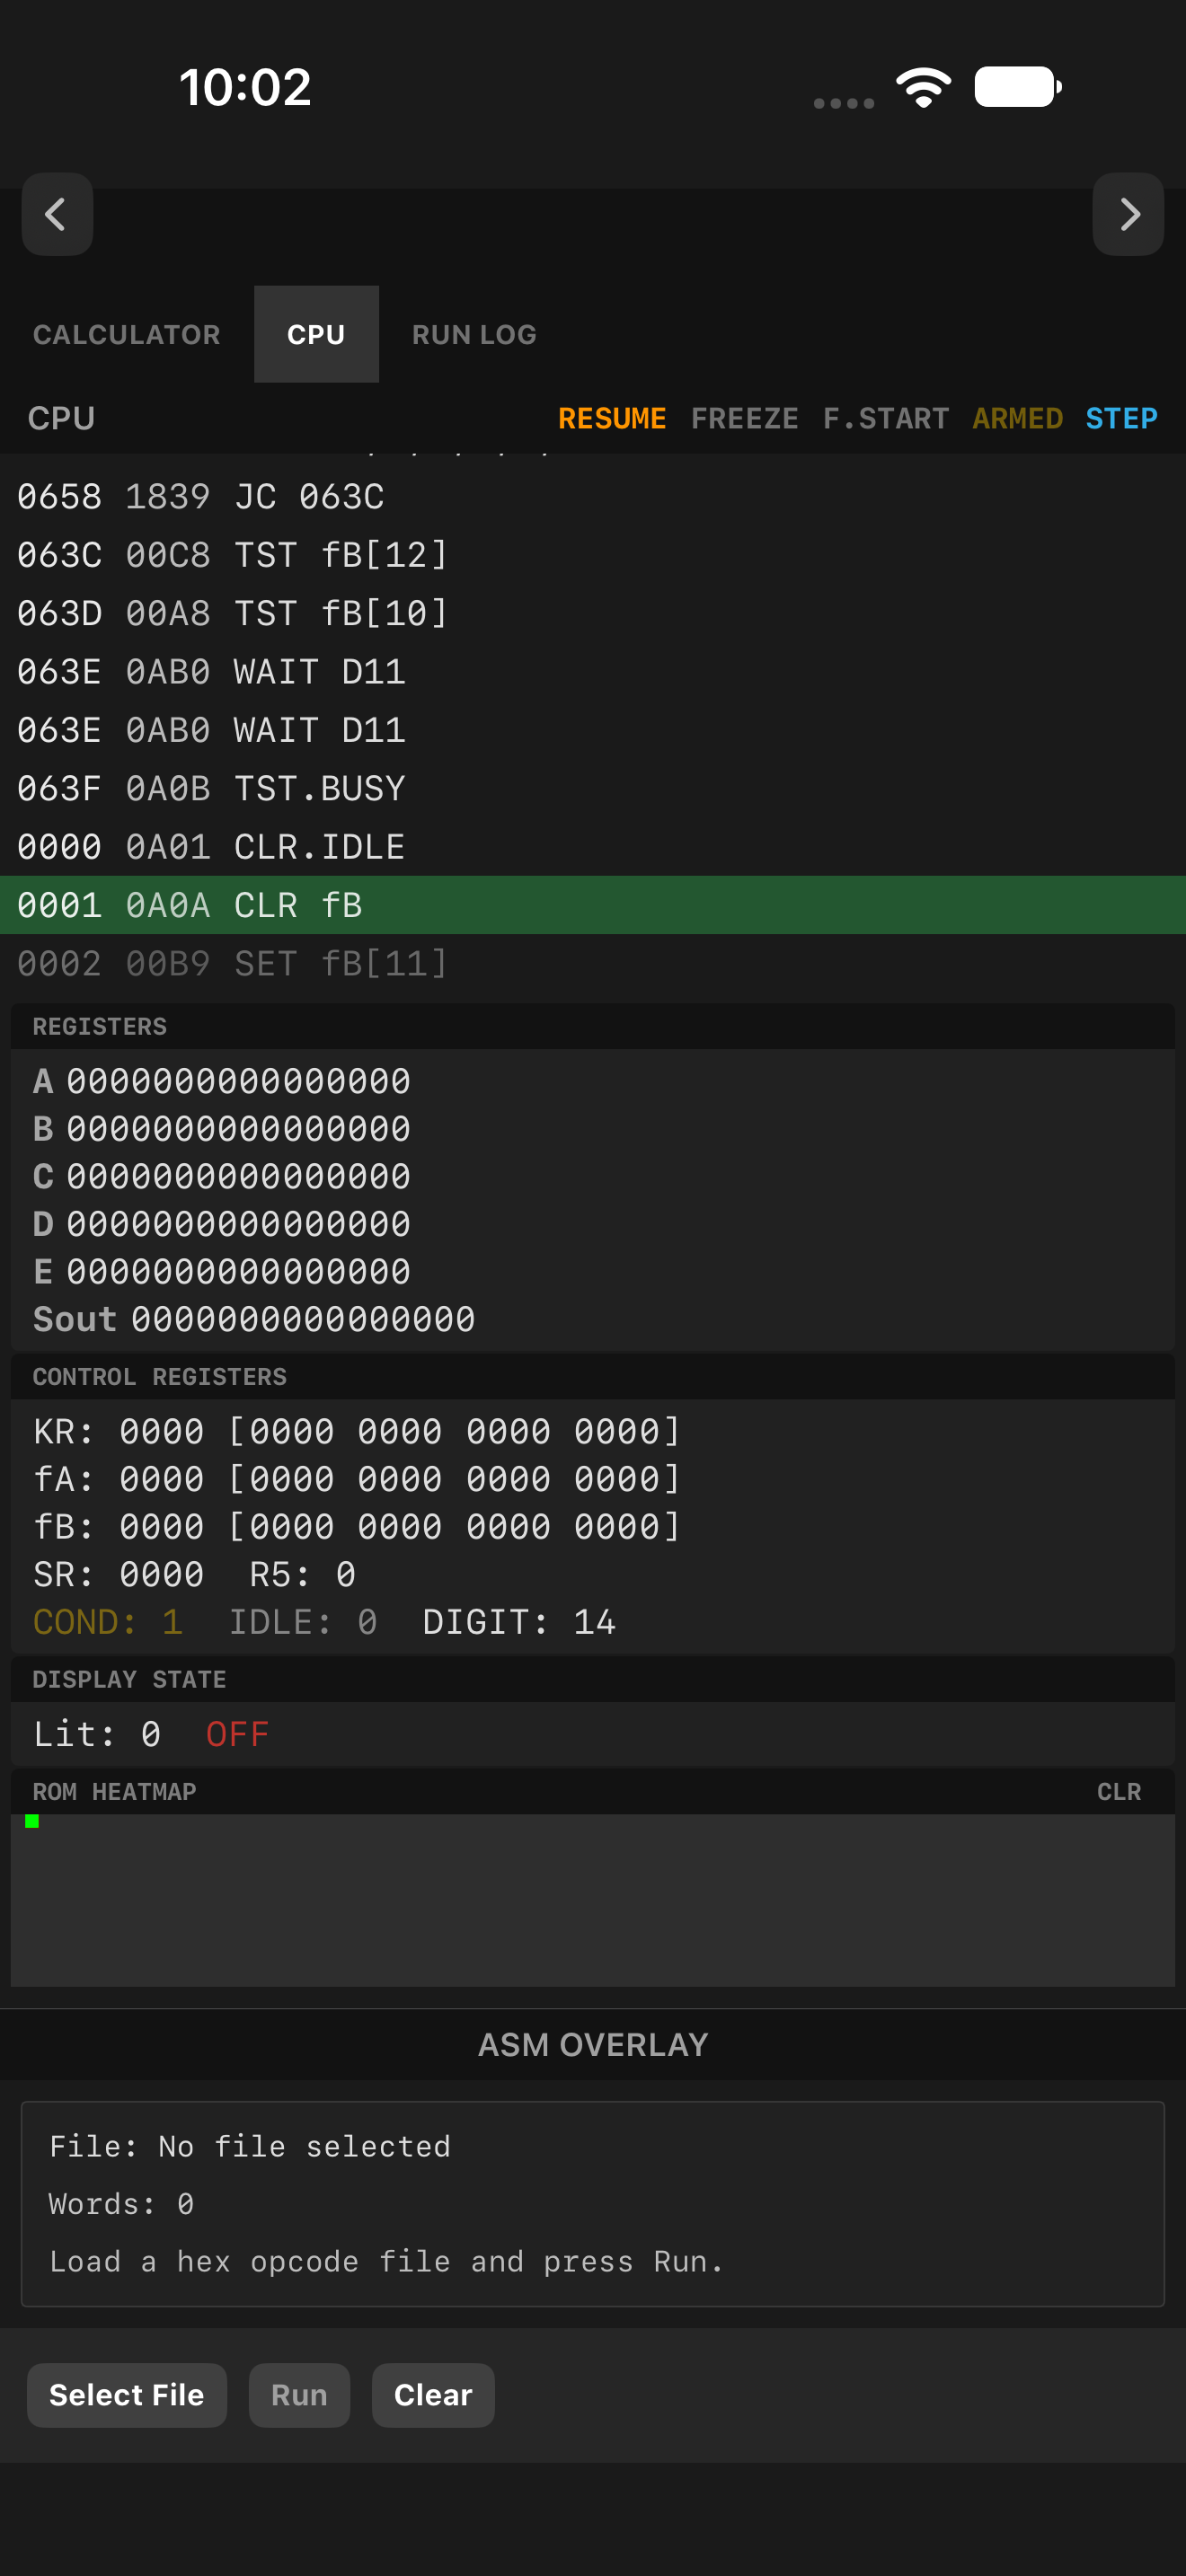 10:02
CALCULATOR CPU RUN LOG
CPU RESUME FREEZE F.START ARMED STEP
0658 1839 JC 063C
063C 00C8 TST fB[12]
063D 00A8 TST fB[10]
063E 0AB0 WAIT D11
063E 0AB0 WAIT D11
063F 0A0B TST.BUSY
0000 0A01 CLR.IDLE
0001 0A0A CLR fB
0002 00B9 SET fB[11]
REGISTERS
A 0000000000000000
B 0000000000000000
C 0000000000000000
D 0000000000000000
E 0000000000000000
Sout 0000000000000000
CONTROL REGISTERS
KR: 0000 [0000 0000 0000 0000]
fA: 0000 [0000 0000 0000 0000]
fB: 0000 [0000 0000 0000 0000]
SR: 0000 R5: 0
COND: 1 IDLE: 0 DIGIT: 14
DISPLAY STATE
Lit: 0 OFF
ROM HEATMAP CLR
ASM OVERLAY
File: No file selected
Words: 0
Load a hex opcode file and press Run.
Select File Run Clear